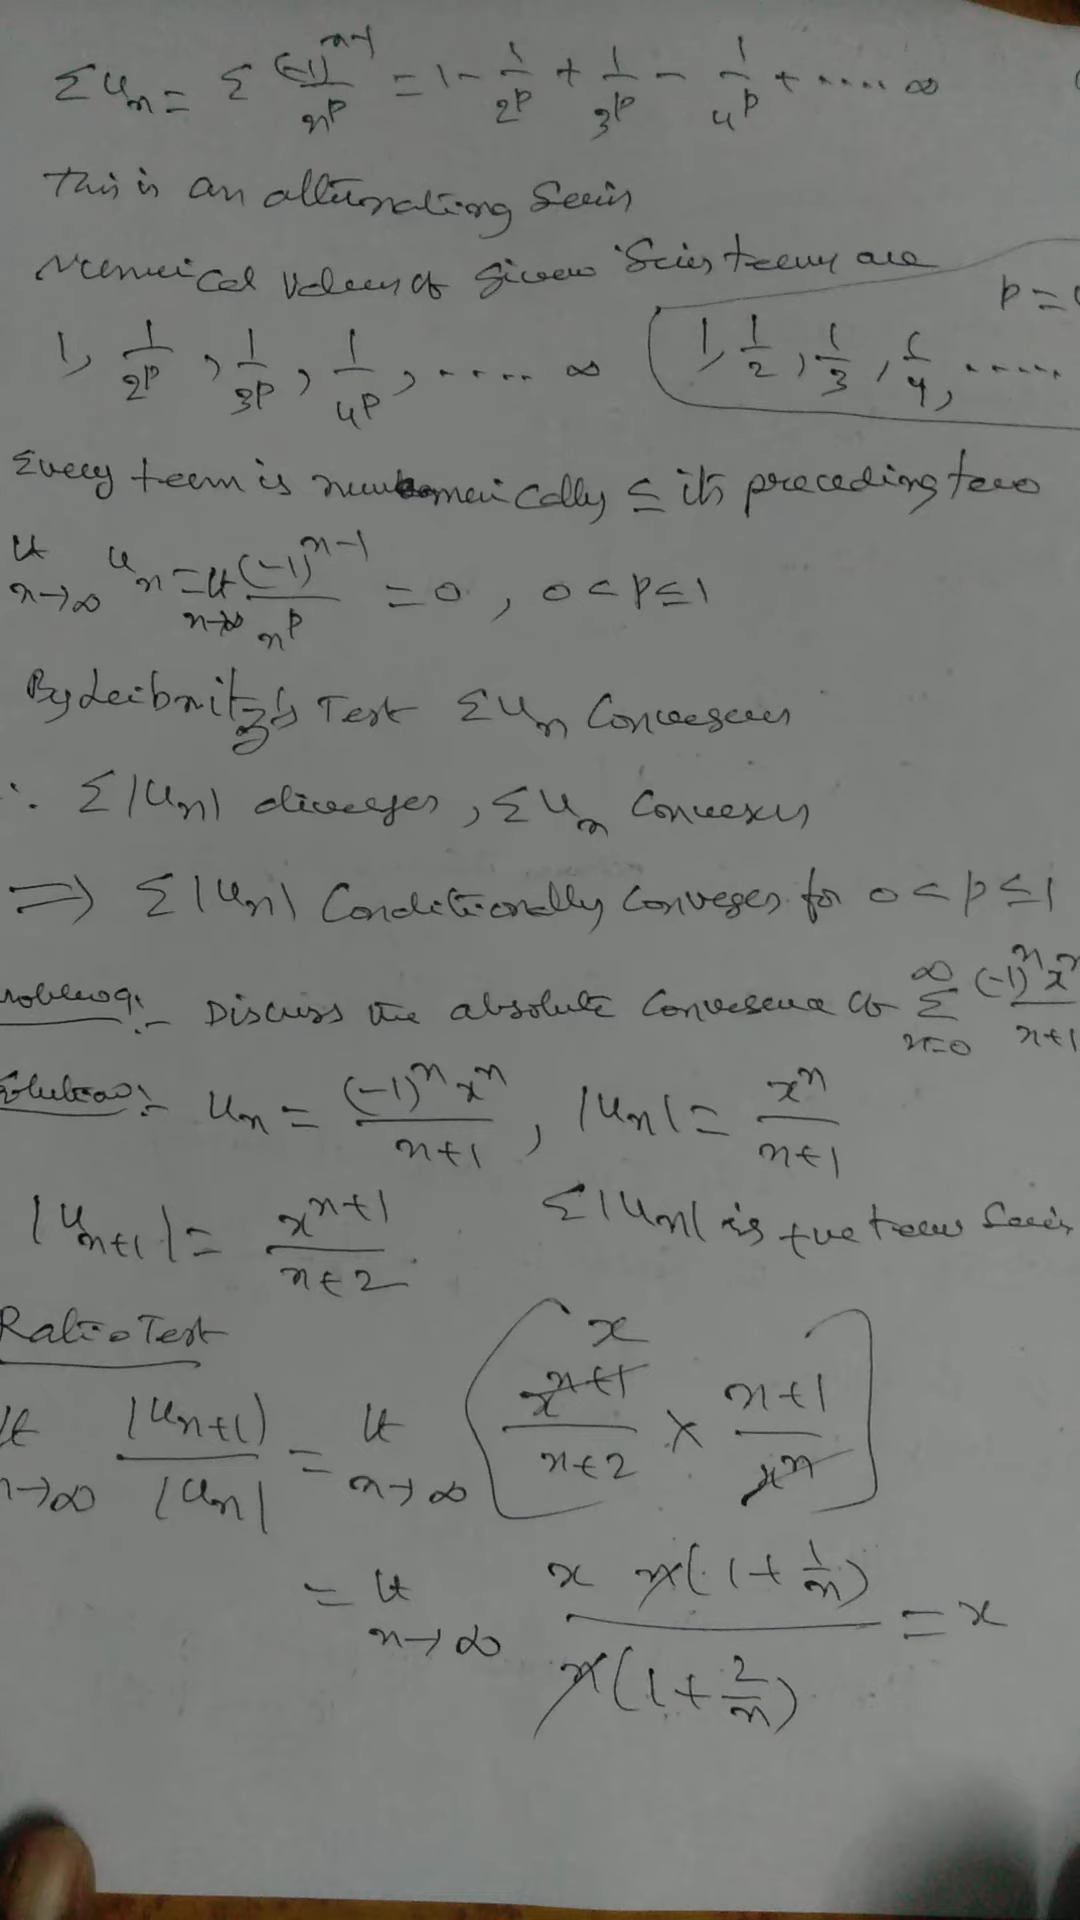 Σuₙ = Σ (-1)ⁿ⁻¹/nᵖ = 1 - 1/2ᵖ + 1/3ᵖ - 1/4ᵖ + ..... ∞
This is an alternating Series
Numerical values of given Series terms are
1, 1/2ᵖ, 1/3ᵖ, 1/4ᵖ, ..... ∞ 1, 1/2, 1/3, 1/4, ..... p =
Every term is numerically ≤ its preceding
lt n→∞ uₙ = lt n→∞ (-1)ⁿ⁻¹/nᵖ = 0, 0 < p ≤ 1
By Leibnitz's Test Σuₙ Converges
∴ Σ|uₙ| diverges, Σuₙ Converges
⇒ Σ|uₙ| Conditionally Conveges for 0 < p ≤ 1
:- Discuss the absolute Convergence of ∞ Σ n=0 (-1)ⁿxⁿ/n+1
:- uₙ = (-1)ⁿxⁿ/n+1, |uₙ| = xⁿ/n+1
|uₙ₊₁| = xⁿ⁺¹/n+2 Σ|uₙ| is +ve term Series
Ratio Test
lt n→∞ |uₙ₊₁|/|uₙ| = lt n→∞ [x xⁿ⁺¹/n+2 × n+1/xⁿ]
= lt n→∞ x n(1+1/n)/n(1+2/n) = x